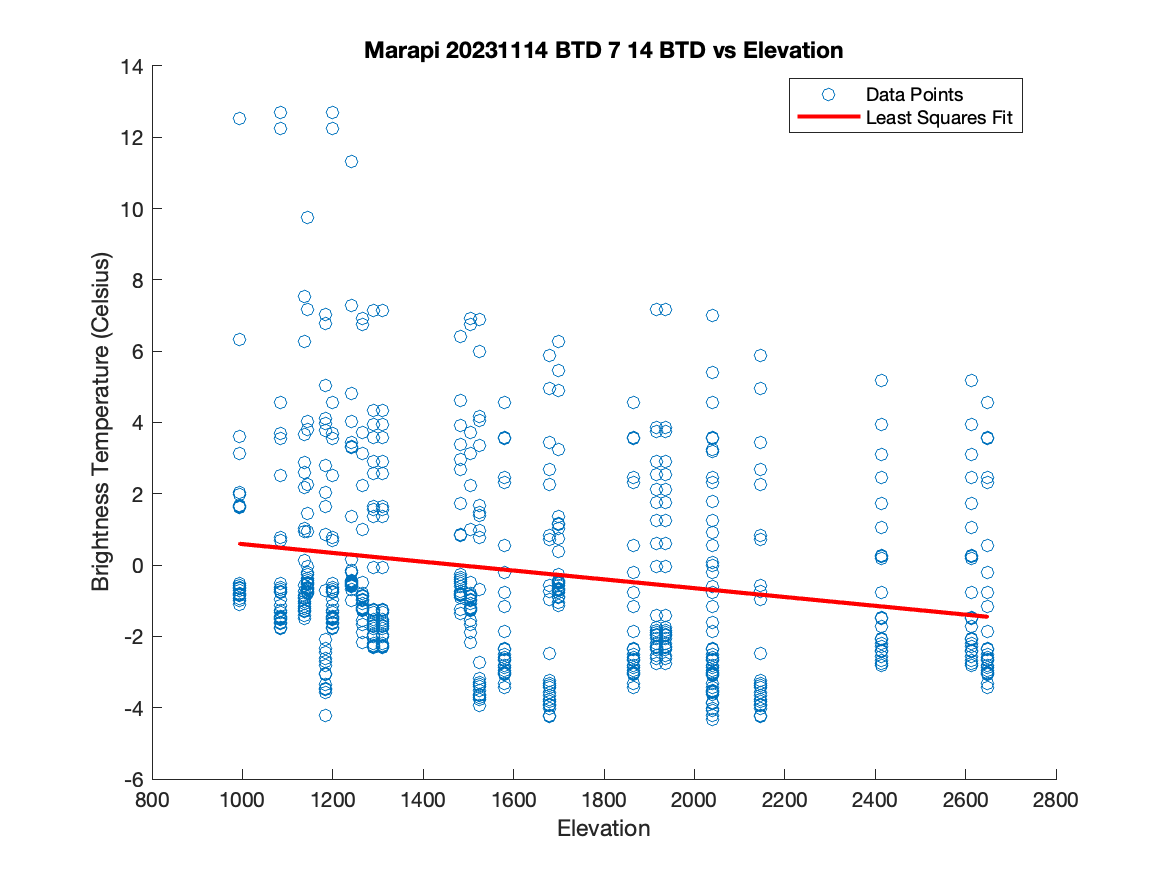 Marapi 20231114 BTD 7 14 BTD vs Elevation
Data Points
Least Squares Fit
14
12
10
8
6
4
2
0
-2
-4
-6
Brightness Temperature (Celsius)
800 1000 1200 1400 1600 1800 2000 2200 2400 2600 2800
Elevation